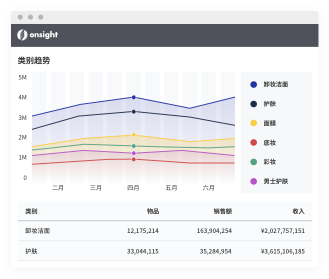 onsight
类别趋势
5M
4M
3M
2M
1M
0
二月 三月 四月 五月 六月
卸妆洁面
护肤
面膜
底妆
彩妆
男士护肤
类别 物品 销售额 收入
卸妆洁面 12,175,214 163,904,254 ¥2,027,757,151
护肤 33,044,115 35,284,954 ¥3,615,106,185